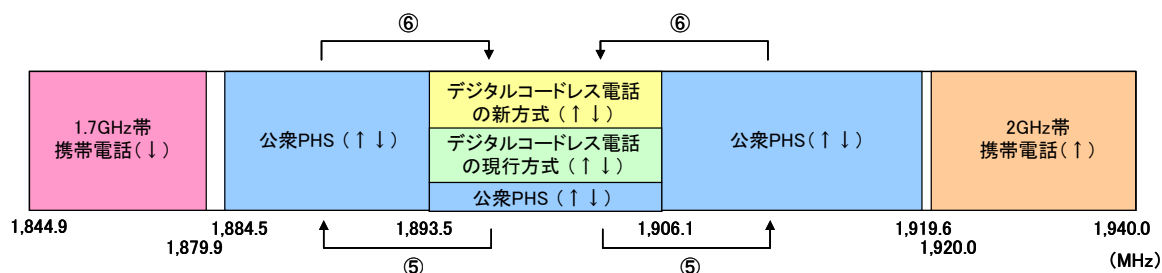 ⑥
⑥
1.7GHz帯
携帯電話(↓)
公衆PHS (↑↓)
デジタルコードレス電話
の新方式(↑↓)
デジタルコードレス電話
の現行方式(↑↓)
公衆PHS (↑↓)
公衆PHS(↑↓)
2GHz帯
携帯電話(↑)
1,844.9
1,879.9
1,884.5
1,893.5
1,906.1
1,919.6
1,920.0
1,940.0
(MHz)
⑤
⑤